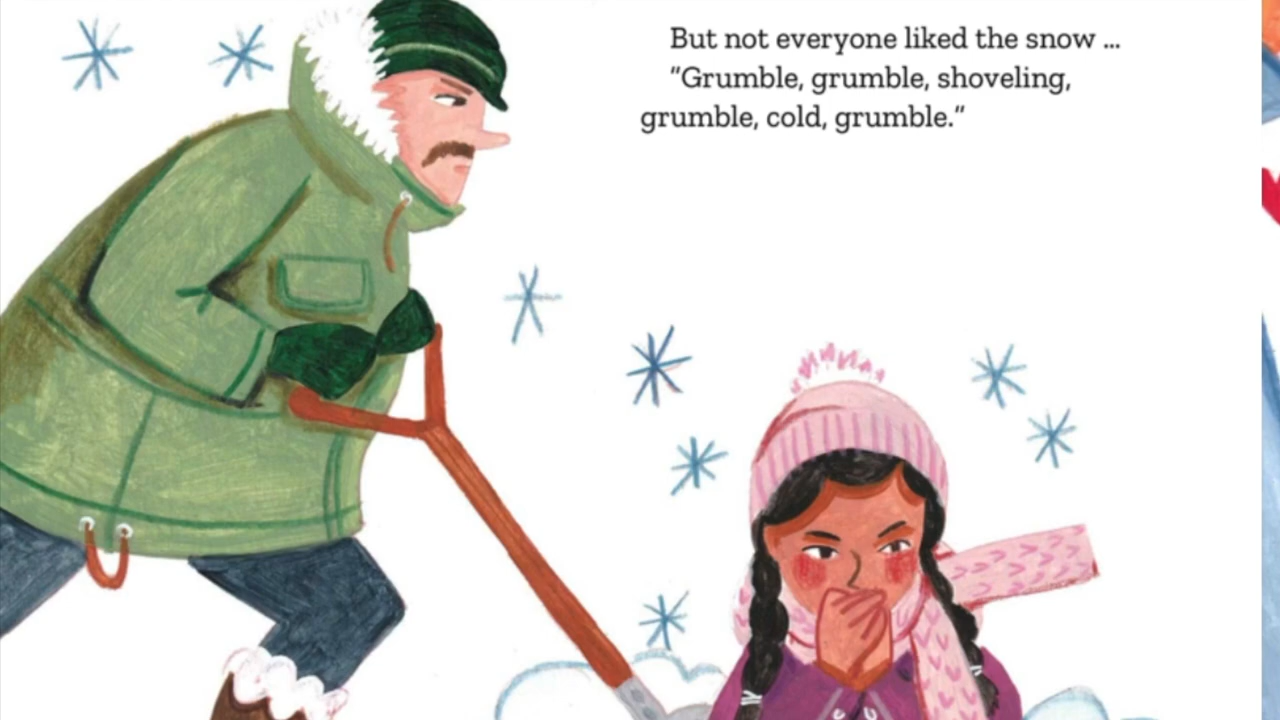 But not everyone liked the snow ...
"Grumble, grumble, shoveling,
grumble, cold, grumble."